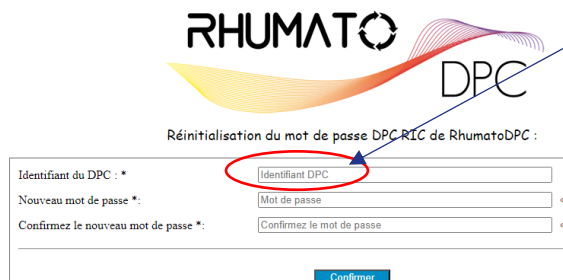 RHUMATO
DPC
Réinitialisation du mot de passe DPC RIC de RhumatoDPC :
Identifiant du DPC : * Identifiant DPC
Nouveau mot de passe *: Mot de passe
Confirmez le nouveau mot de passe *: Confirmez le mot de passe
Confirmer